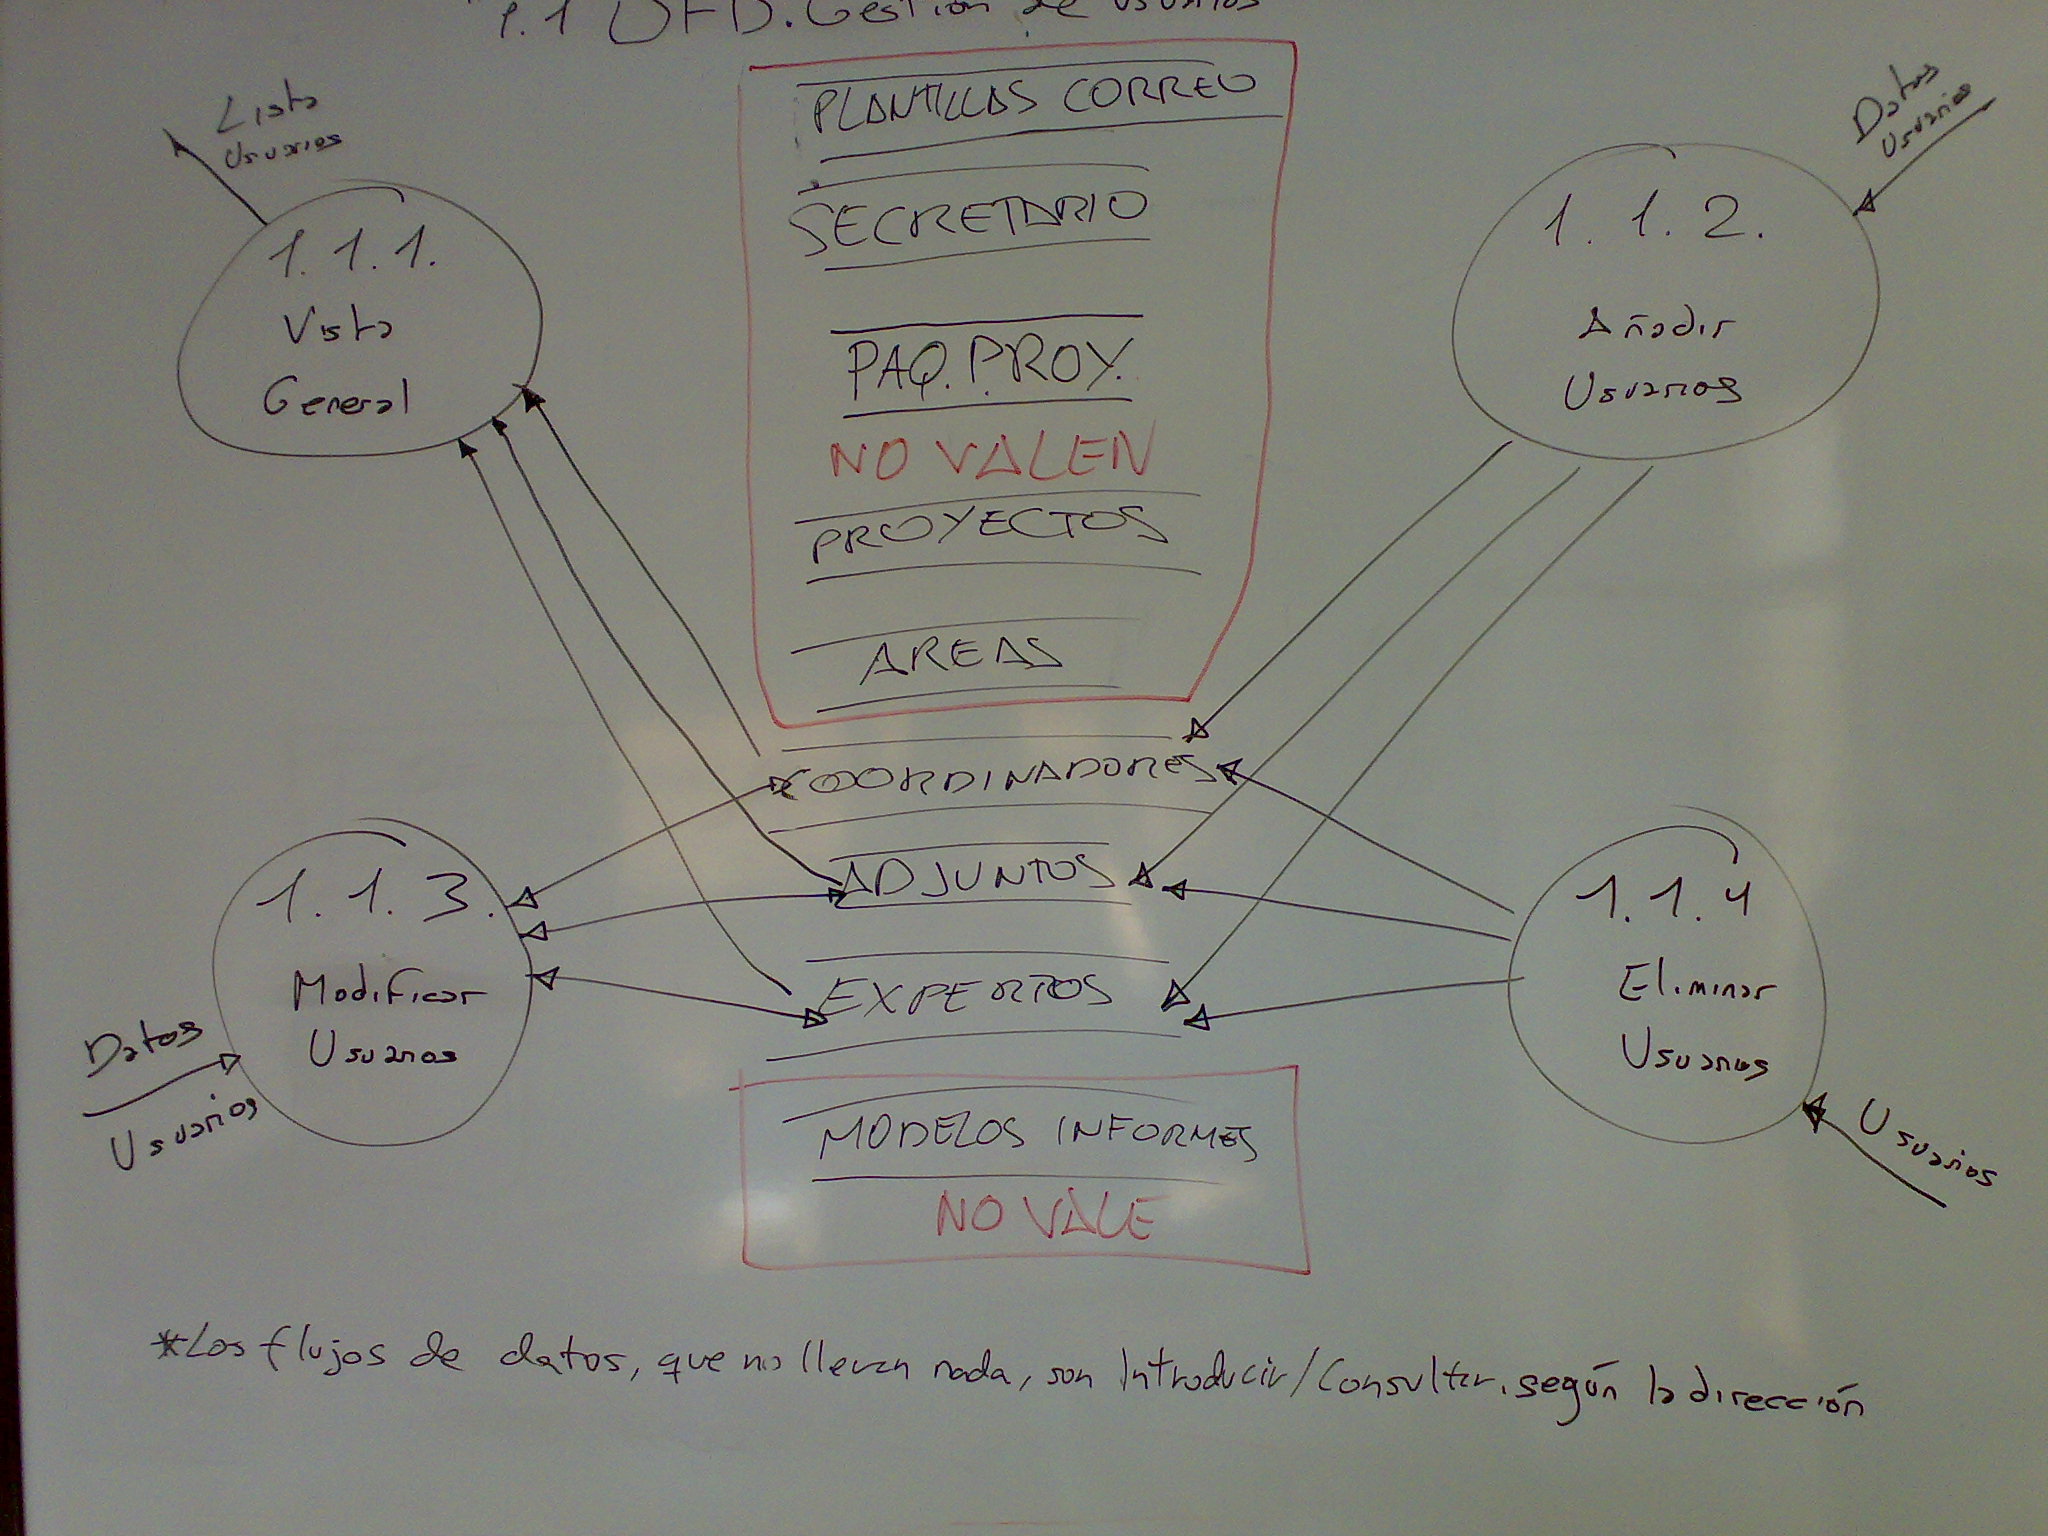 1.1 DFD. Gestión de usuarios
Lista
Usuarios
1.1.1.
Vista
General
PLANTILLAS CORREO
SECRETARIO
PAQ. PROY.
NO VALEN
PROYECTOS
AREAS
Datos
Usuarios
1.1.2.
Añadir
Usuarios
COORDINADORES
ADJUNTOS
EXPERTOS
1.1.3.
Modificar
Usuarios
Datos
Usuarios
1.1.4
Eliminar
Usuarios
Usuarios
MODELOS INFORMES
NO VALE
*Los flujos de datos, que no llevan nada, son Introducir/Consultar, según la dirección